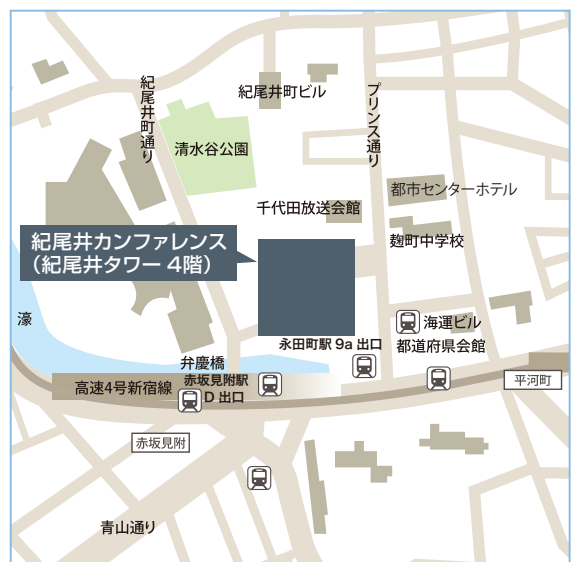 紀尾井町通り
紀尾井町ビル
プリンス通り
清水谷公園
都市センターホテル
千代田放送会館
麹町中学校
紀尾井カンファレンス
（紀尾井タワー 4階）
濠
海運ビル
永田町駅 9a 出口
都道府県会館
弁慶橋
赤坂見附駅
D 出口
高速4号新宿線
平河町
赤坂見附
青山通り